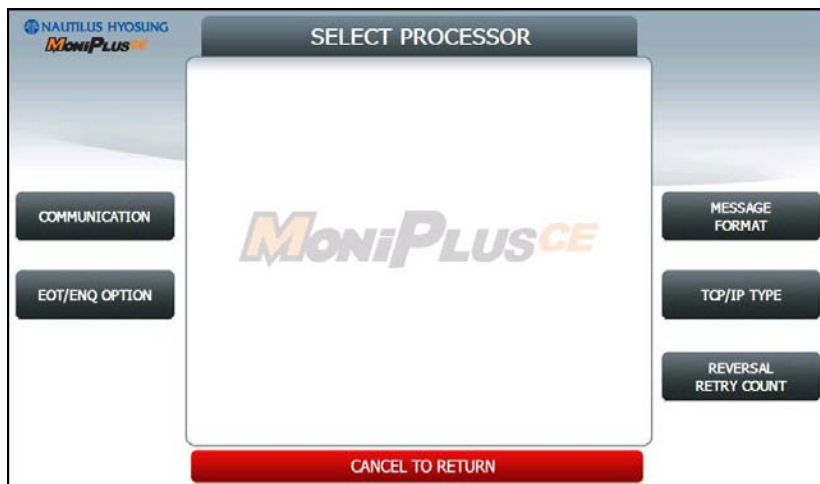 NAUTILUS HYOSUNG
MONIPLUSCE
SELECT PROCESSOR
COMMUNICATION
EOT/ENQ OPTION
MONIPLUSCE
MESSAGE
FORMAT
TCP/IP TYPE
REVERSAL
RETRY COUNT
CANCEL TO RETURN